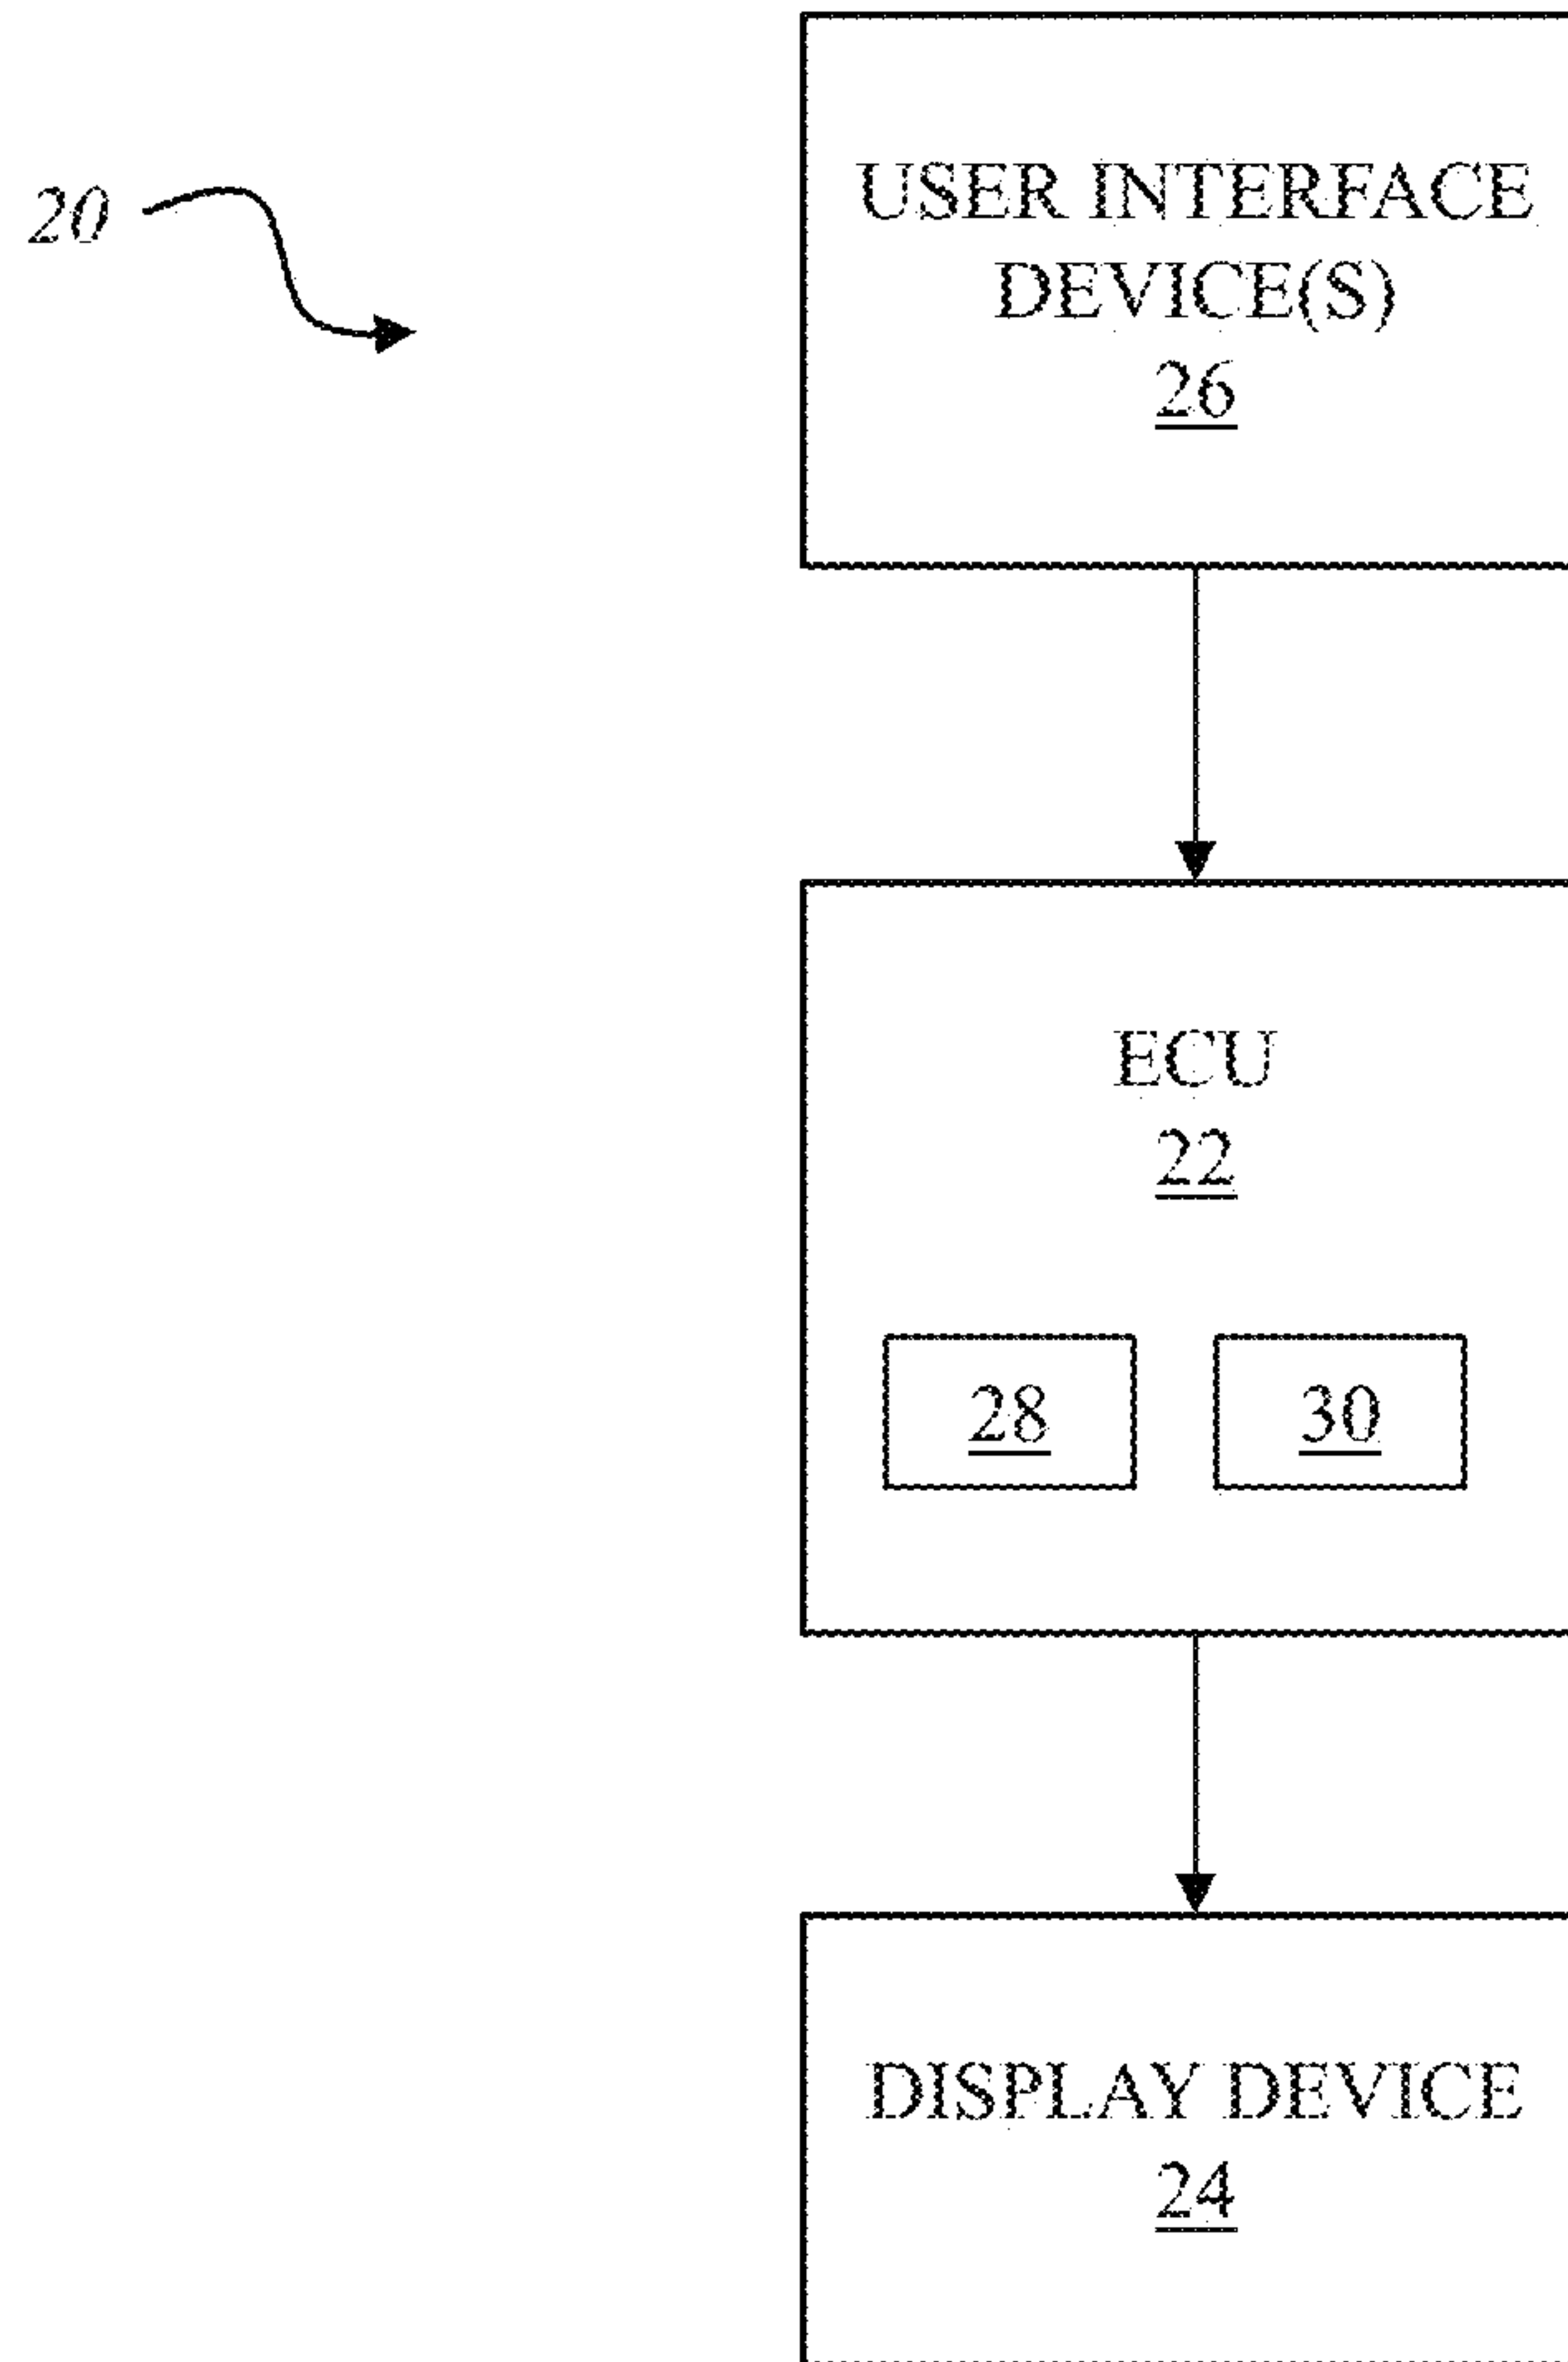 20
USER INTERFACE
DEVICE(S)
26
ECU
22
28 30
DISPLAY DEVICE
24